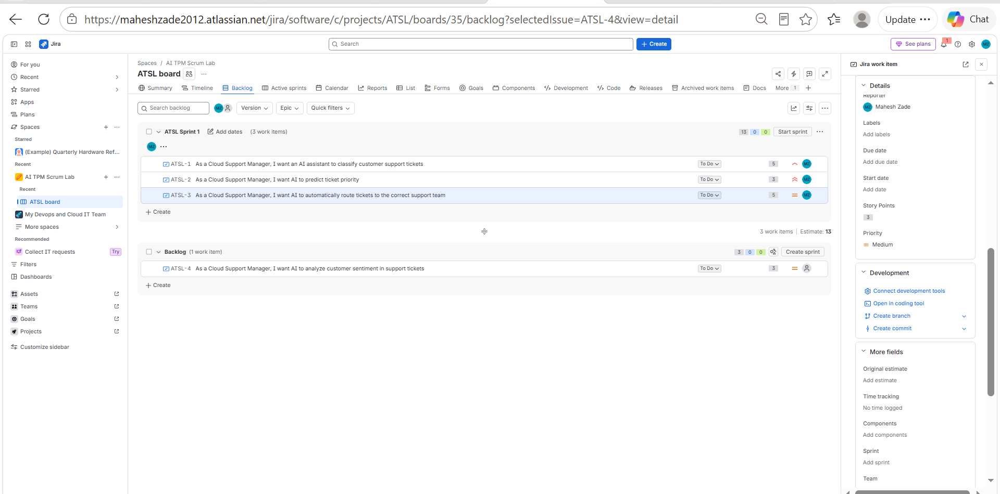 https://maheshzade2012.atlassian.net/jira/software/c/projects/ATSL/boards/35/backlog?selectedIssue=ATSL-4&view=detail
Update
Chat
Jira
Search
Create
See plans
1
MZ
For you
Recent
Starred
Apps
Plans
Spaces
Starred
(Example) Quarterly Hardware Ref...
Recent
AI TPM Scrum Lab
Recent
ATSL board
My Devops and Cloud IT Team
More spaces
Recommended
Collect IT requests Try
Filters
Dashboards
Assets
Teams
Goals
Projects
Customize sidebar
Spaces / AI TPM Scrum Lab
ATSL board
Summary Timeline Backlog Active sprints Calendar Reports List Forms Goals Components Development Code Releases Archived work items Docs More 1
Search backlog MZ Version Epic Quick filters
ATSL Sprint 1 Add dates (3 work items) 13 0 0 Start sprint
MZ
ATSL-1 As a Cloud Support Manager, I want an AI assistant to classify customer support tickets To Do 5 MZ
ATSL-2 As a Cloud Support Manager, I want AI to predict ticket priority To Do 3 MZ
ATSL-3 As a Cloud Support Manager, I want AI to automatically route tickets to the correct support team To Do 5 MZ
Create
3 work items Estimate: 13
Backlog (1 work item) 3 0 0 Create sprint
ATSL-4 As a Cloud Support Manager, I want AI to analyze customer sentiment in support tickets To Do 3
Create
Jira work item
Details
Reporter
MZ Mahesh Zade
Labels
Add labels
Due date
Add due date
Start date
Add date
Story Points
3
Priority
Medium
Development
Connect development tools
Open in coding tool
Create branch
Create commit
More fields
Original estimate
Add estimate
Time tracking
No time logged
Components
Add components
Sprint
Add sprint
Team